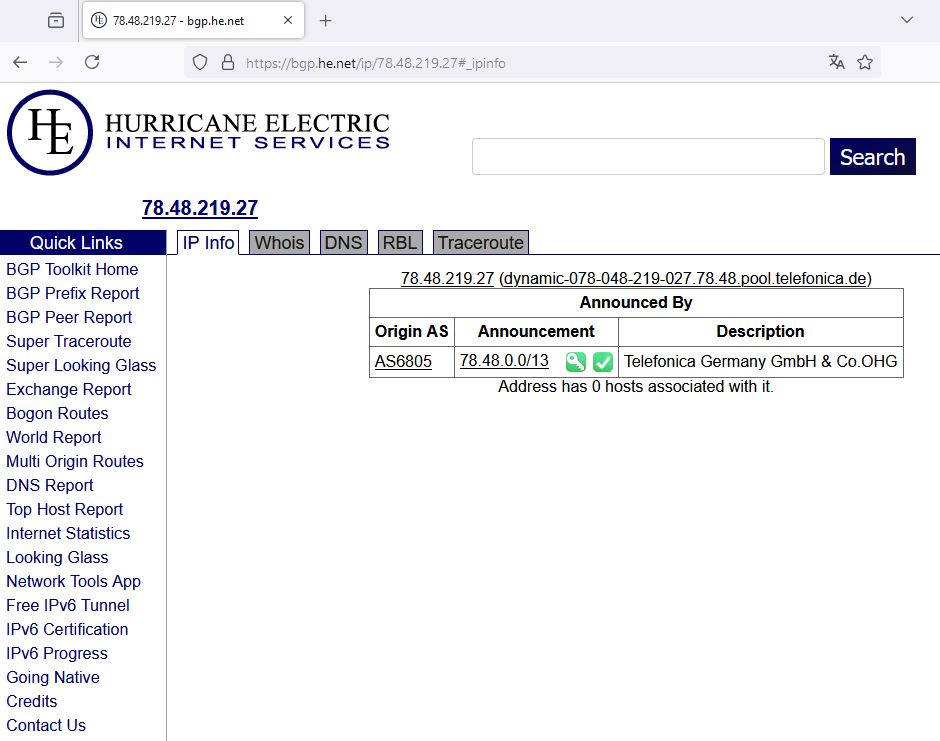 78.48.219.27 - bgp.he.net
https://bgp.he.net/ip/78.48.219.27#_ipinfo
HE
HURRICANE ELECTRIC
INTERNET SERVICES
Search
78.48.219.27
Quick Links
BGP Toolkit Home
BGP Prefix Report
BGP Peer Report
Super Traceroute
Super Looking Glass
Exchange Report
Bogon Routes
World Report
Multi Origin Routes
DNS Report
Top Host Report
Internet Statistics
Looking Glass
Network Tools App
Free IPv6 Tunnel
IPv6 Certification
IPv6 Progress
Going Native
Credits
Contact Us
IP Info Whois DNS RBL Traceroute
78.48.219.27 (dynamic-078-048-219-027.78.48.pool.telefonica.de)
Announced By
Origin AS Announcement Description
AS6805 78.48.0.0/13 Telefonica Germany GmbH & Co.OHG
Address has 0 hosts associated with it.